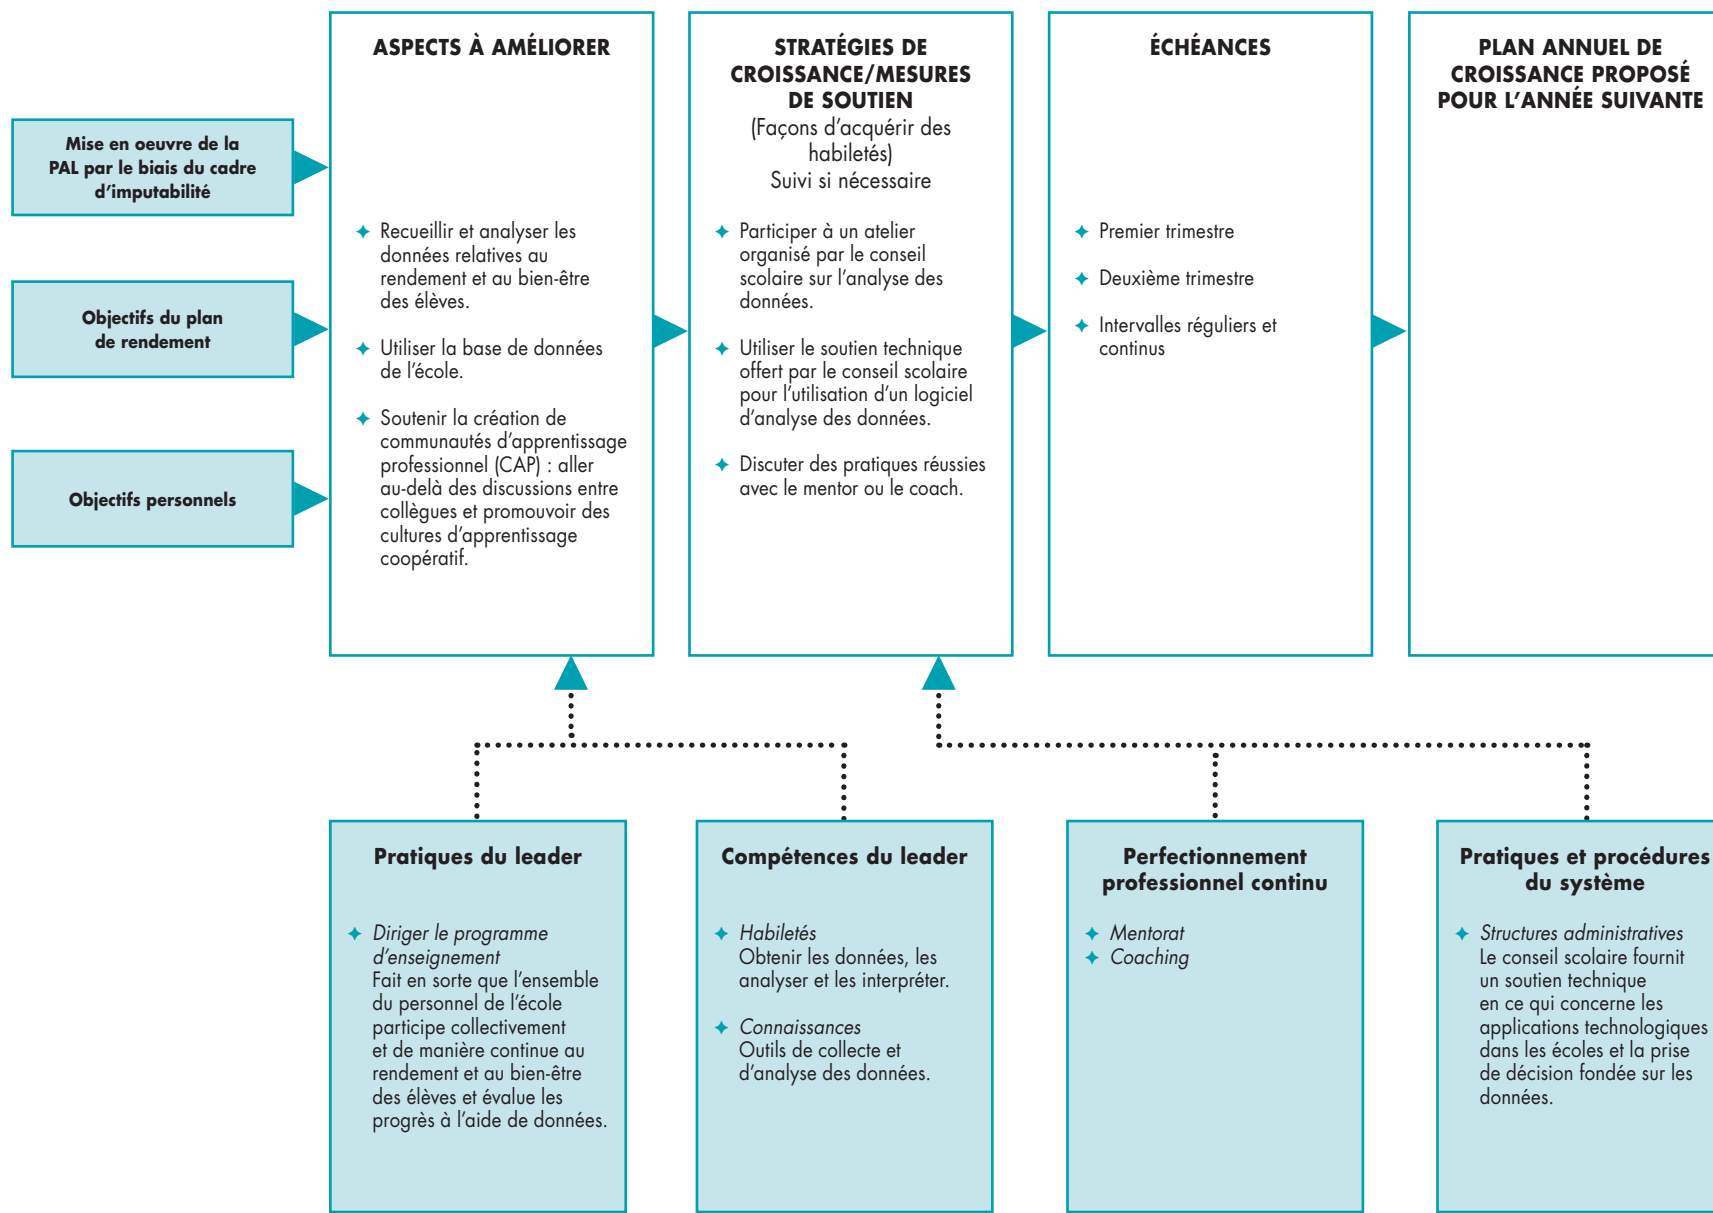 Mise en oeuvre de la
PAL par le biais du cadre
d'imputabilité
Objectifs du plan
de rendement
Objectifs personnels
ASPECTS À AMÉLIORER
✦ Recueillir et analyser les
données relatives au
rendement et au bien-être
des élèves.
✦ Utiliser la base de données
de l'école.
✦ Soutenir la création de
communautés d'apprentissage
professionnel (CAP) : aller
au-delà des discussions entre
collègues et promouvoir des
cultures d'apprentissage
coopératif.
STRATÉGIES DE
CROISSANCE/MESURES
DE SOUTIEN
(Façons d'acquérir des
habiletés)
Suivi si nécessaire
✦ Participer à un atelier
organisé par le conseil
scolaire sur l'analyse des
données.
✦ Utiliser le soutien technique
offert par le conseil scolaire
pour l'utilisation d'un logiciel
d'analyse des données.
✦ Discuter des pratiques réussies
avec le mentor ou le coach.
ÉCHÉANCES
✦ Premier trimestre
✦ Deuxième trimestre
✦ Intervalles réguliers et
continus
PLAN ANNUEL DE
CROISSANCE PROPOSÉ
POUR L'ANNÉE SUIVANTE
Pratiques du leader
✦ Diriger le programme
d'enseignement
Fait en sorte que l'ensemble
du personnel de l'école
participe collectivement
et de manière continue au
rendement et au bien-être
des élèves et évalue les
progrès à l'aide de données.
Compétences du leader
✦ Habiletés
Obtenir les données, les
analyser et les interpréter.
✦ Connaissances
Outils de collecte et
d'analyse des données.
Perfectionnement
professionnel continu
✦ Mentorat
✦ Coaching
Pratiques et procédures
du système
✦ Structures administratives
Le conseil scolaire fournit
un soutien technique
en ce qui concerne les
applications technologiques
dans les écoles et la prise
de décision fondée sur les
données.